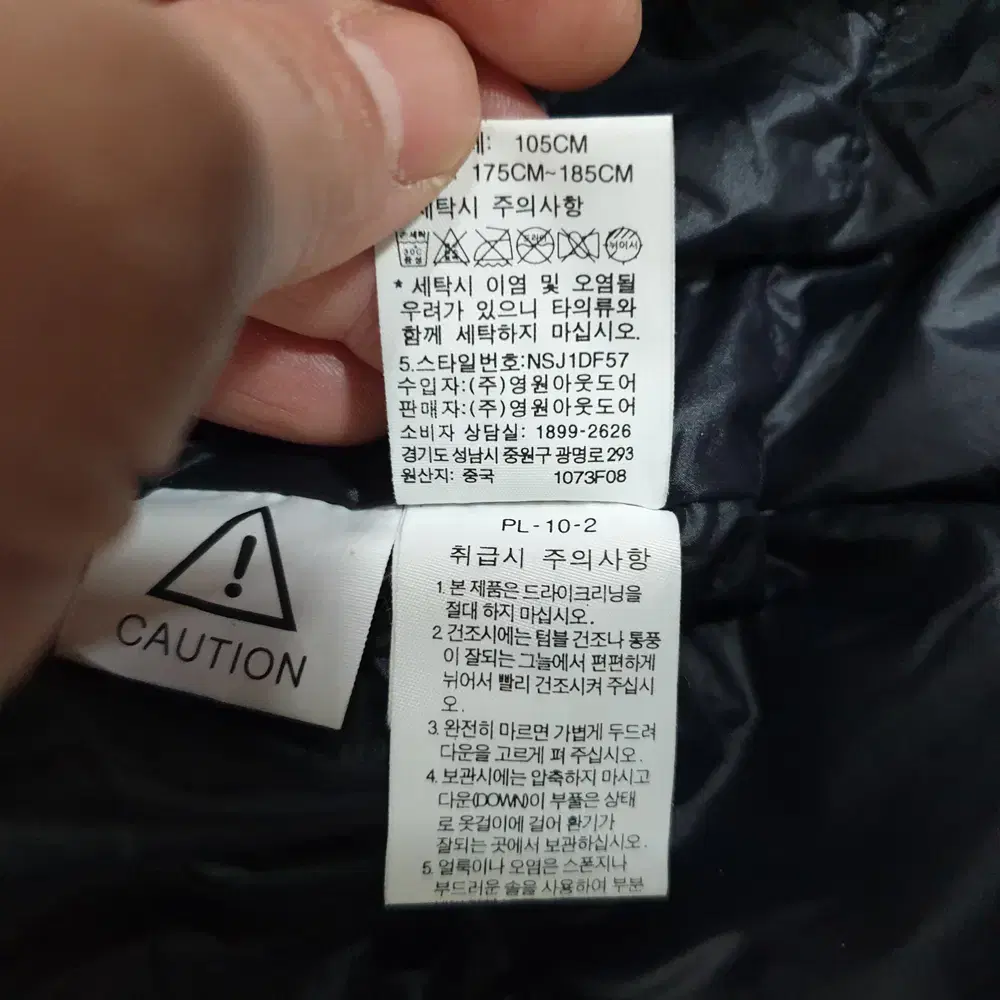 105CM
175CM~185CM
세탁시 주의사항
* 세탁시 이염 및 오염될
우려가 있으니 타의류와
함께 세탁하지 마십시오.
5.스타일번호:NSJ1DF57
수입자:(주)영원아웃도어
판매자:(주)영원아웃도어
소비자 상담실: 1899-2626
경기도 성남시 중원구 광명로 293
원산지: 중국 1073F08
CAUTION
PL-10-2
취급시 주의사항
1. 본 제품은 드라이크리닝을
절대 하지 마십시오.
2 건조시에는 텀블 건조나 통풍
이 잘되는 그늘에서 편편하게
뉘어서 빨리 건조시켜 주십시
오.
3. 완전히 마르면 가볍게 두드려
다운을 고르게 펴 주십시오.
4. 보관시에는 압축하지 마시고
다운(DOWN)이 부풀은 상태
로 옷걸이에 걸어 환기가
잘되는 곳에서 보관하십시오.
5. 얼룩이나 오염은 스폰지나
부드러운 솔을 사용하여 부분